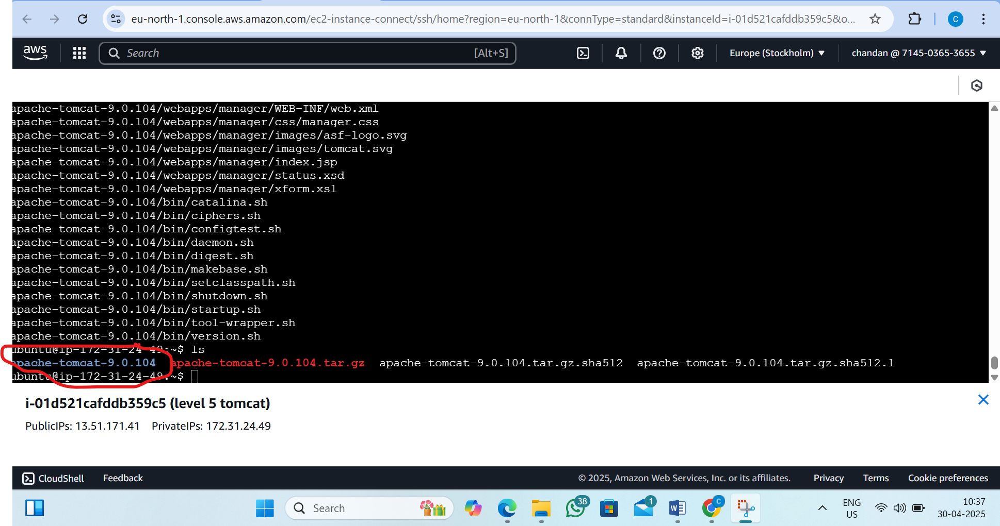 eu-north-1.console.aws.amazon.com/ec2-instance-connect/ssh/home?region=eu-north-1&connType=standard&instanceId=i-01d521cafddb359c5&o...
C
aws
Search
[Alt+S]
Europe (Stockholm)
chandan @ 7145-0365-3655
apache-tomcat-9.0.104/webapps/manager/WEB-INF/web.xml
apache-tomcat-9.0.104/webapps/manager/css/manager.css
apache-tomcat-9.0.104/webapps/manager/images/asf-logo.svg
apache-tomcat-9.0.104/webapps/manager/images/tomcat.svg
apache-tomcat-9.0.104/webapps/manager/index.jsp
apache-tomcat-9.0.104/webapps/manager/status.xsd
apache-tomcat-9.0.104/webapps/manager/xform.xsl
apache-tomcat-9.0.104/bin/catalina.sh
apache-tomcat-9.0.104/bin/ciphers.sh
apache-tomcat-9.0.104/bin/configtest.sh
apache-tomcat-9.0.104/bin/daemon.sh
apache-tomcat-9.0.104/bin/digest.sh
apache-tomcat-9.0.104/bin/makebase.sh
apache-tomcat-9.0.104/bin/setclasspath.sh
apache-tomcat-9.0.104/bin/shutdown.sh
apache-tomcat-9.0.104/bin/startup.sh
apache-tomcat-9.0.104/bin/tool-wrapper.sh
apache-tomcat-9.0.104/bin/version.sh
ubuntu@ip-172-31-24-49:~$ ls
apache-tomcat-9.0.104 apache-tomcat-9.0.104.tar.gz apache-tomcat-9.0.104.tar.gz.sha512 apache-tomcat-9.0.104.tar.gz.sha512.1
ubuntu@ip-172-31-24-49:~$
i-01d521cafddb359c5 (level 5 tomcat)
PublicIPs: 13.51.171.41 PrivateIPs: 172.31.24.49
CloudShell Feedback © 2025, Amazon Web Services, Inc. or its affiliates. Privacy Terms Cookie preferences
Search
38
1
W
C
ENG
US
10:37
30-04-2025